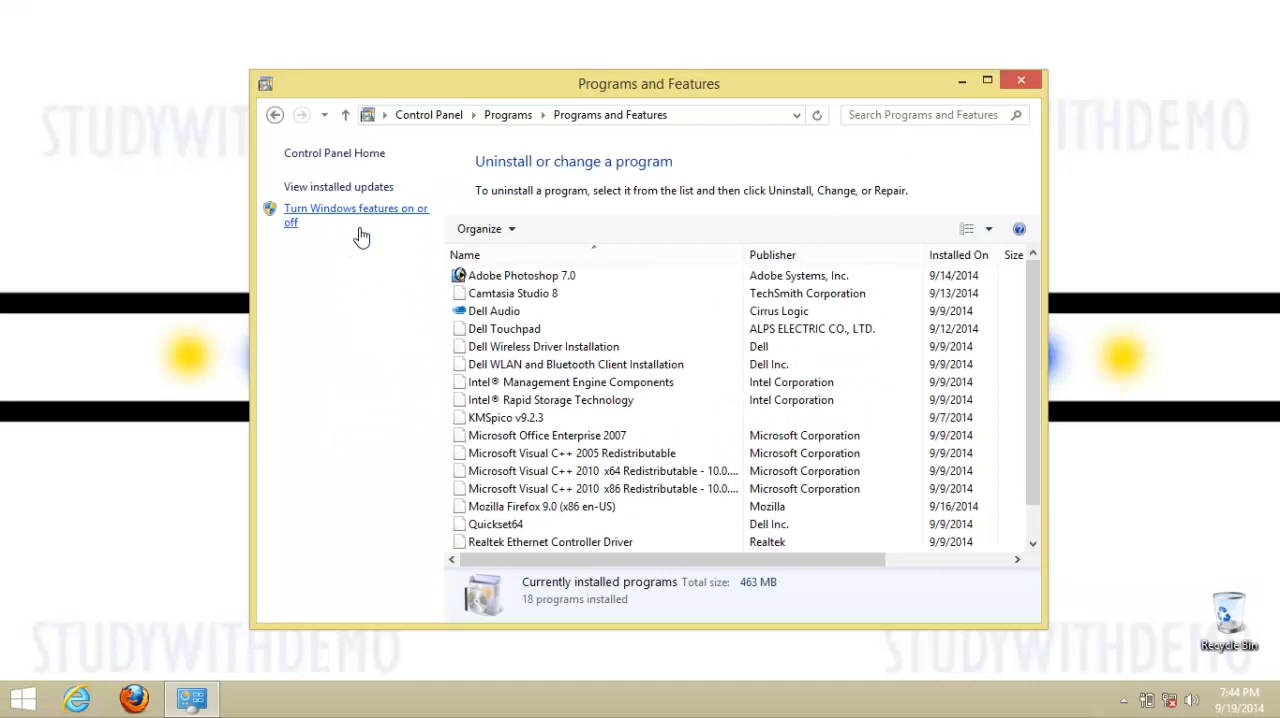 STUDYWITHDEMO
Programs and Features
Control Panel Programs Programs and Features
Search Programs and Features
Control Panel Home
View installed updates
Turn Windows features on or
off
Uninstall or change a program
To uninstall a program, select it from the list and then click Uninstall, Change, or Repair.
Organize
Name Publisher Installed On Size
Adobe Photoshop 7.0 Adobe Systems, Inc. 9/14/2014
Camtasia Studio 8 TechSmith Corporation 9/13/2014
Dell Audio Cirrus Logic 9/9/2014
Dell Touchpad ALPS ELECTRIC CO., LTD. 9/12/2014
Dell Wireless Driver Installation Dell 9/9/2014
Dell WLAN and Bluetooth Client Installation Dell Inc. 9/9/2014
Intel® Management Engine Components Intel Corporation 9/9/2014
Intel® Rapid Storage Technology Intel Corporation 9/9/2014
KMSpico v9.2.3 9/7/2014
Microsoft Office Enterprise 2007 Microsoft Corporation 9/9/2014
Microsoft Visual C++ 2005 Redistributable Microsoft Corporation 9/9/2014
Microsoft Visual C++ 2010 x64 Redistributable - 10.0.... Microsoft Corporation 9/9/2014
Microsoft Visual C++ 2010 x86 Redistributable - 10.0.... Microsoft Corporation 9/9/2014
Mozilla Firefox 9.0 (x86 en-US) Mozilla 9/16/2014
Quickset64 Dell Inc. 9/9/2014
Realtek Ethernet Controller Driver Realtek 9/9/2014
Currently installed programs Total size: 463 MB
18 programs installed
Recycle Bin
STUDYWITHDEMO
STUDYWITHDEMO
7:44 PM
9/19/2014